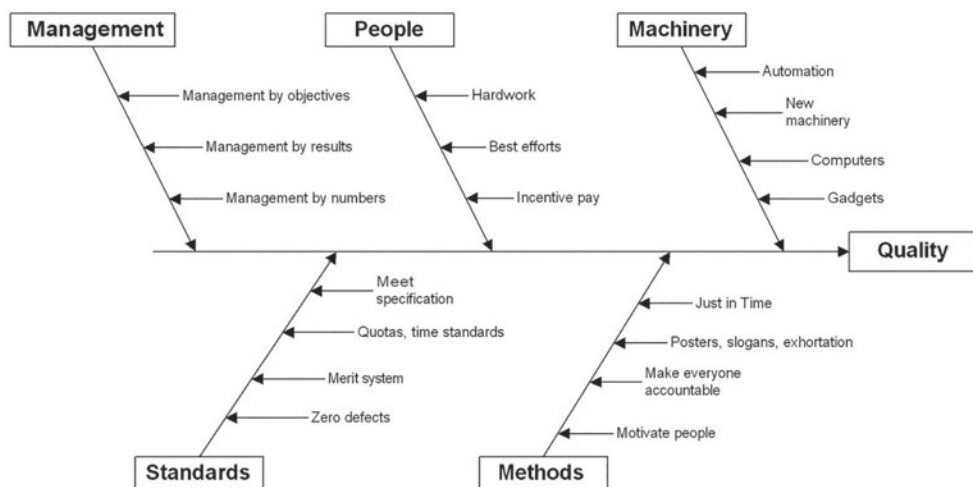 Management
People
Machinery
Management by objectives
Management by results
Management by numbers
Hardwork
Best efforts
Incentive pay
Automation
New
machinery
Computers
Gadgets
Quality
Meet
specification
Quotas, time standards
Merit system
Zero defects
Just in Time
Posters, slogans, exhortation
Make everyone
accountable
Motivate people
Standards
Methods